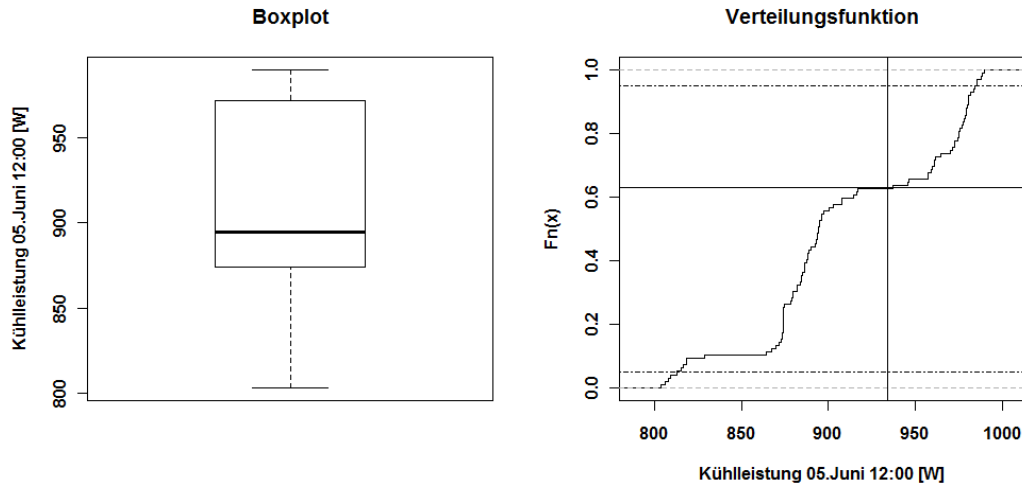 Boxplot
Kühlleistung 05.Juni 12:00 [W]
950
900
850
800
Verteilungsfunktion
Fn(x)
1.0
0.8
0.6
0.4
0.2
0.0
800 850 900 950 1000
Kühlleistung 05.Juni 12:00 [W]